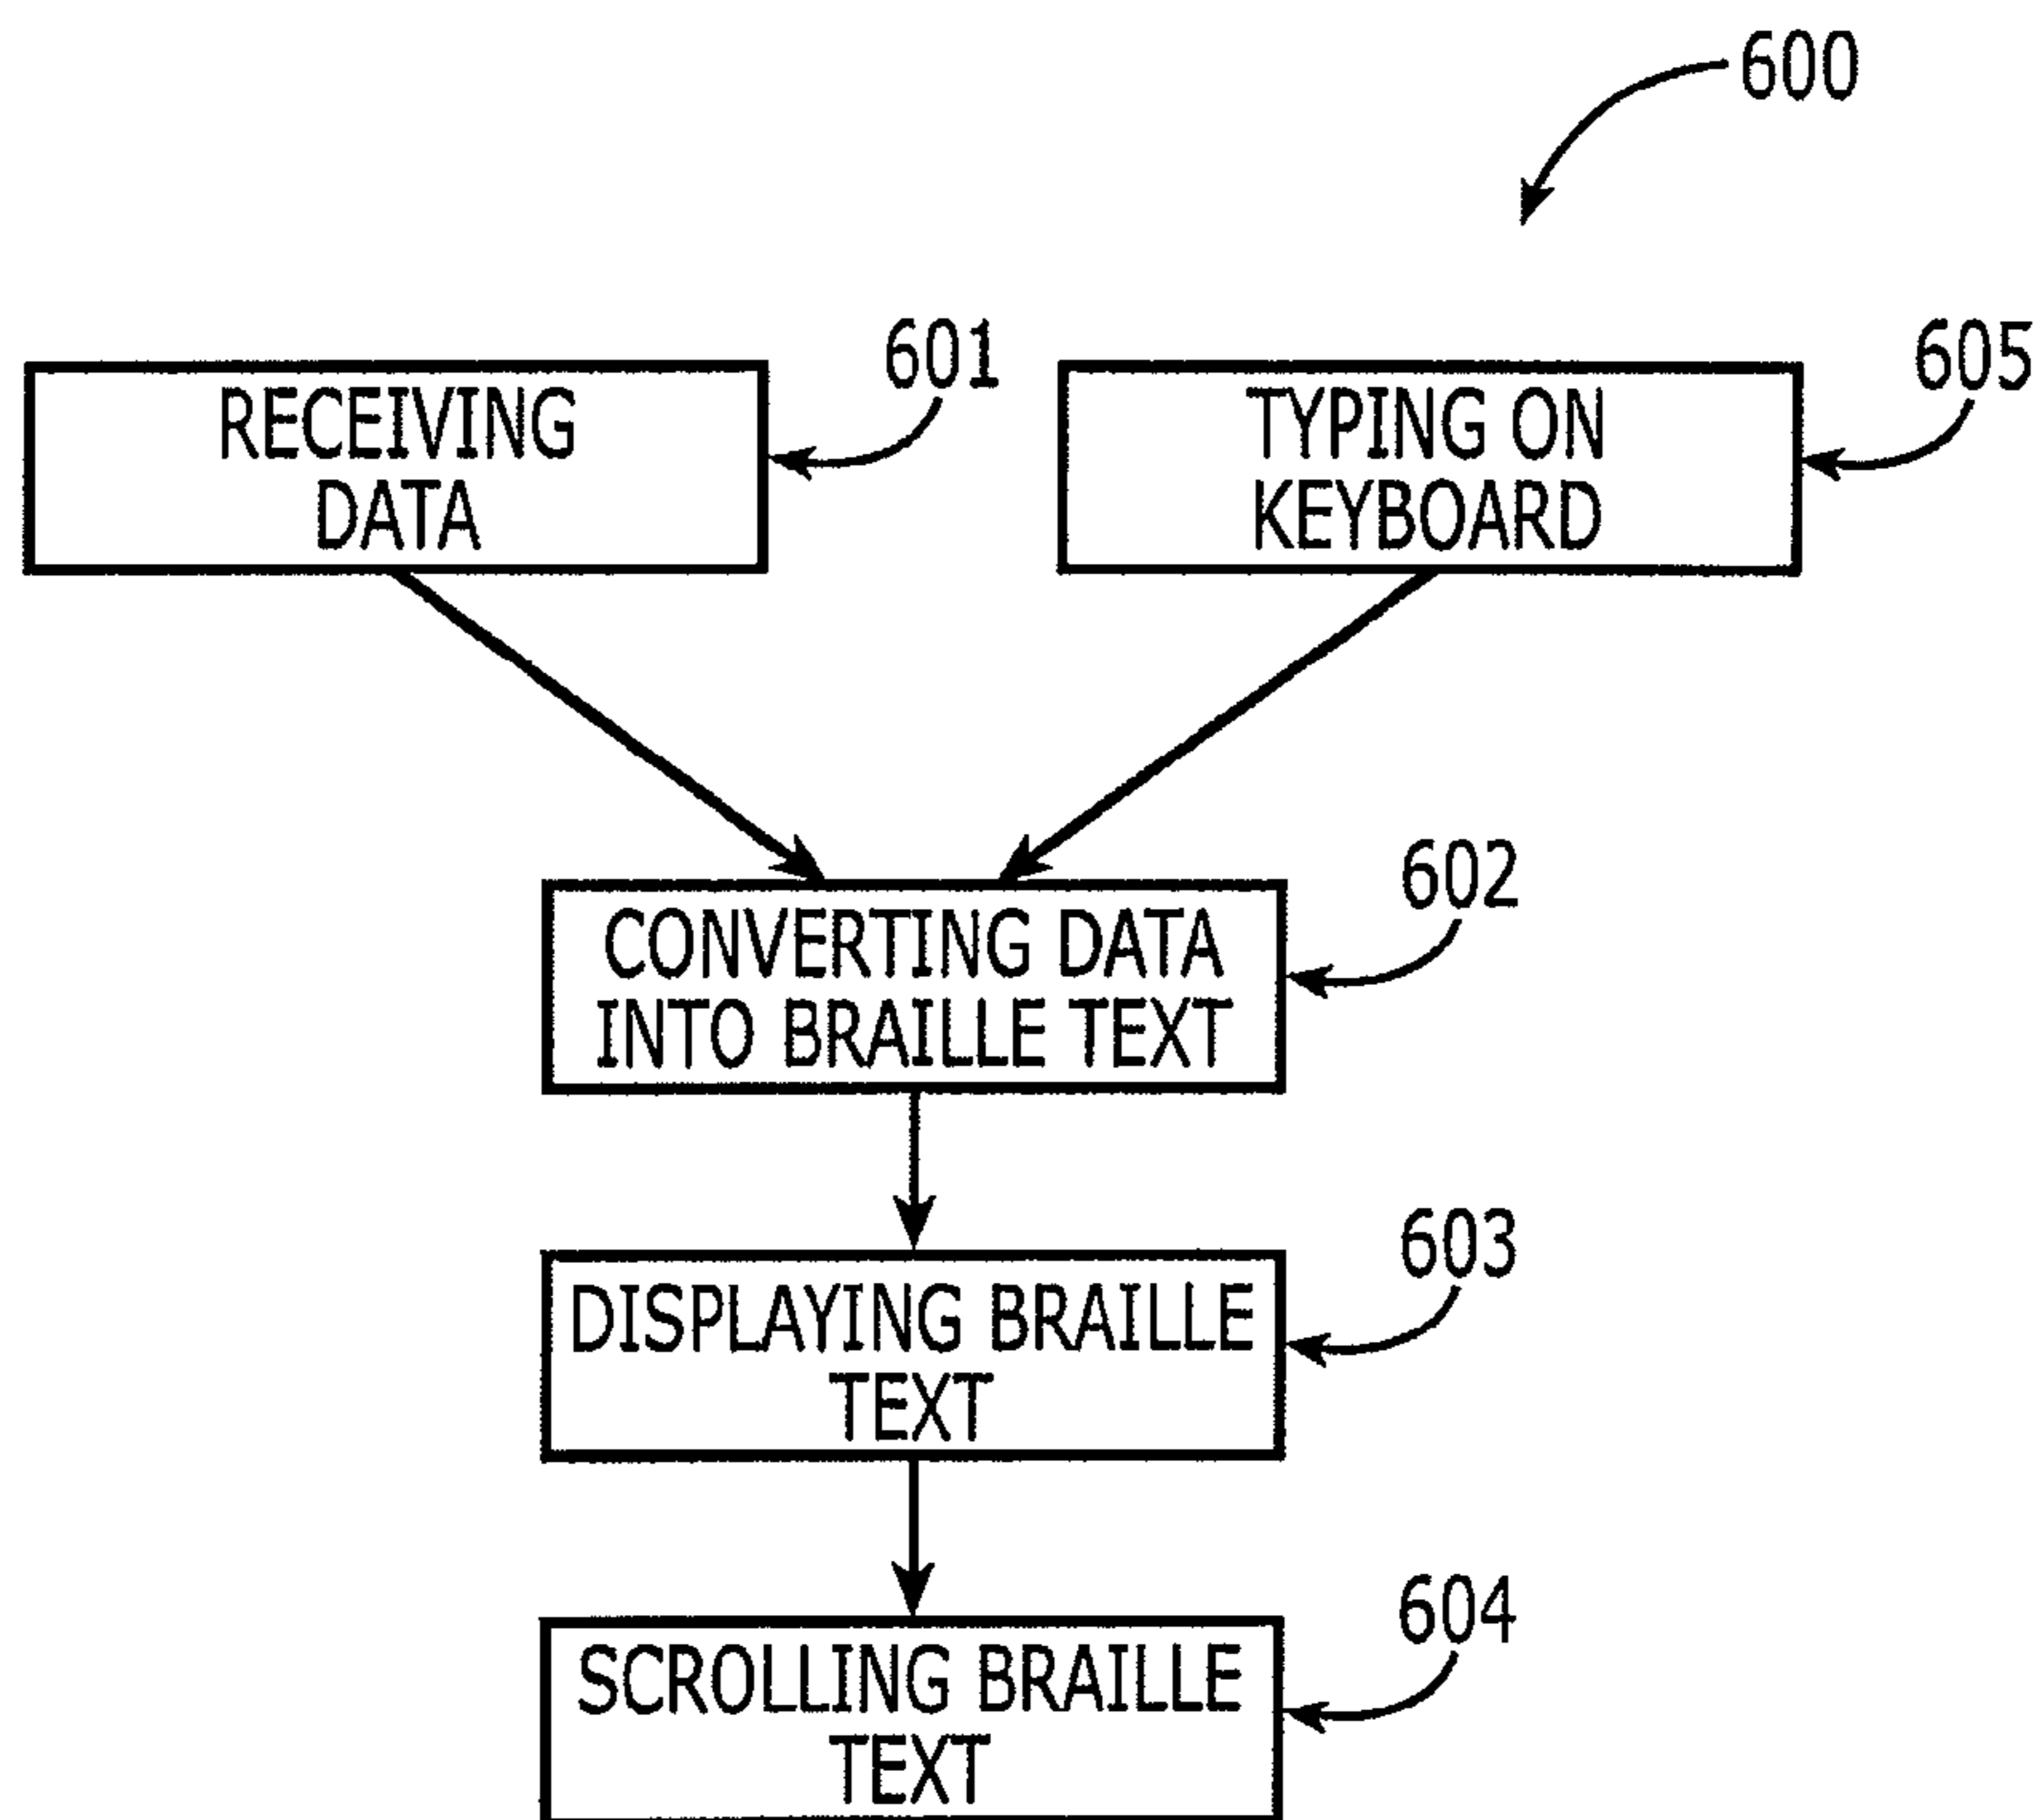 600
601
605
RECEIVING
DATA
TYPING ON
KEYBOARD
602
CONVERTING DATA
INTO BRAILLE TEXT
603
DISPLAYING BRAILLE
TEXT
604
SCROLLING BRAILLE
TEXT